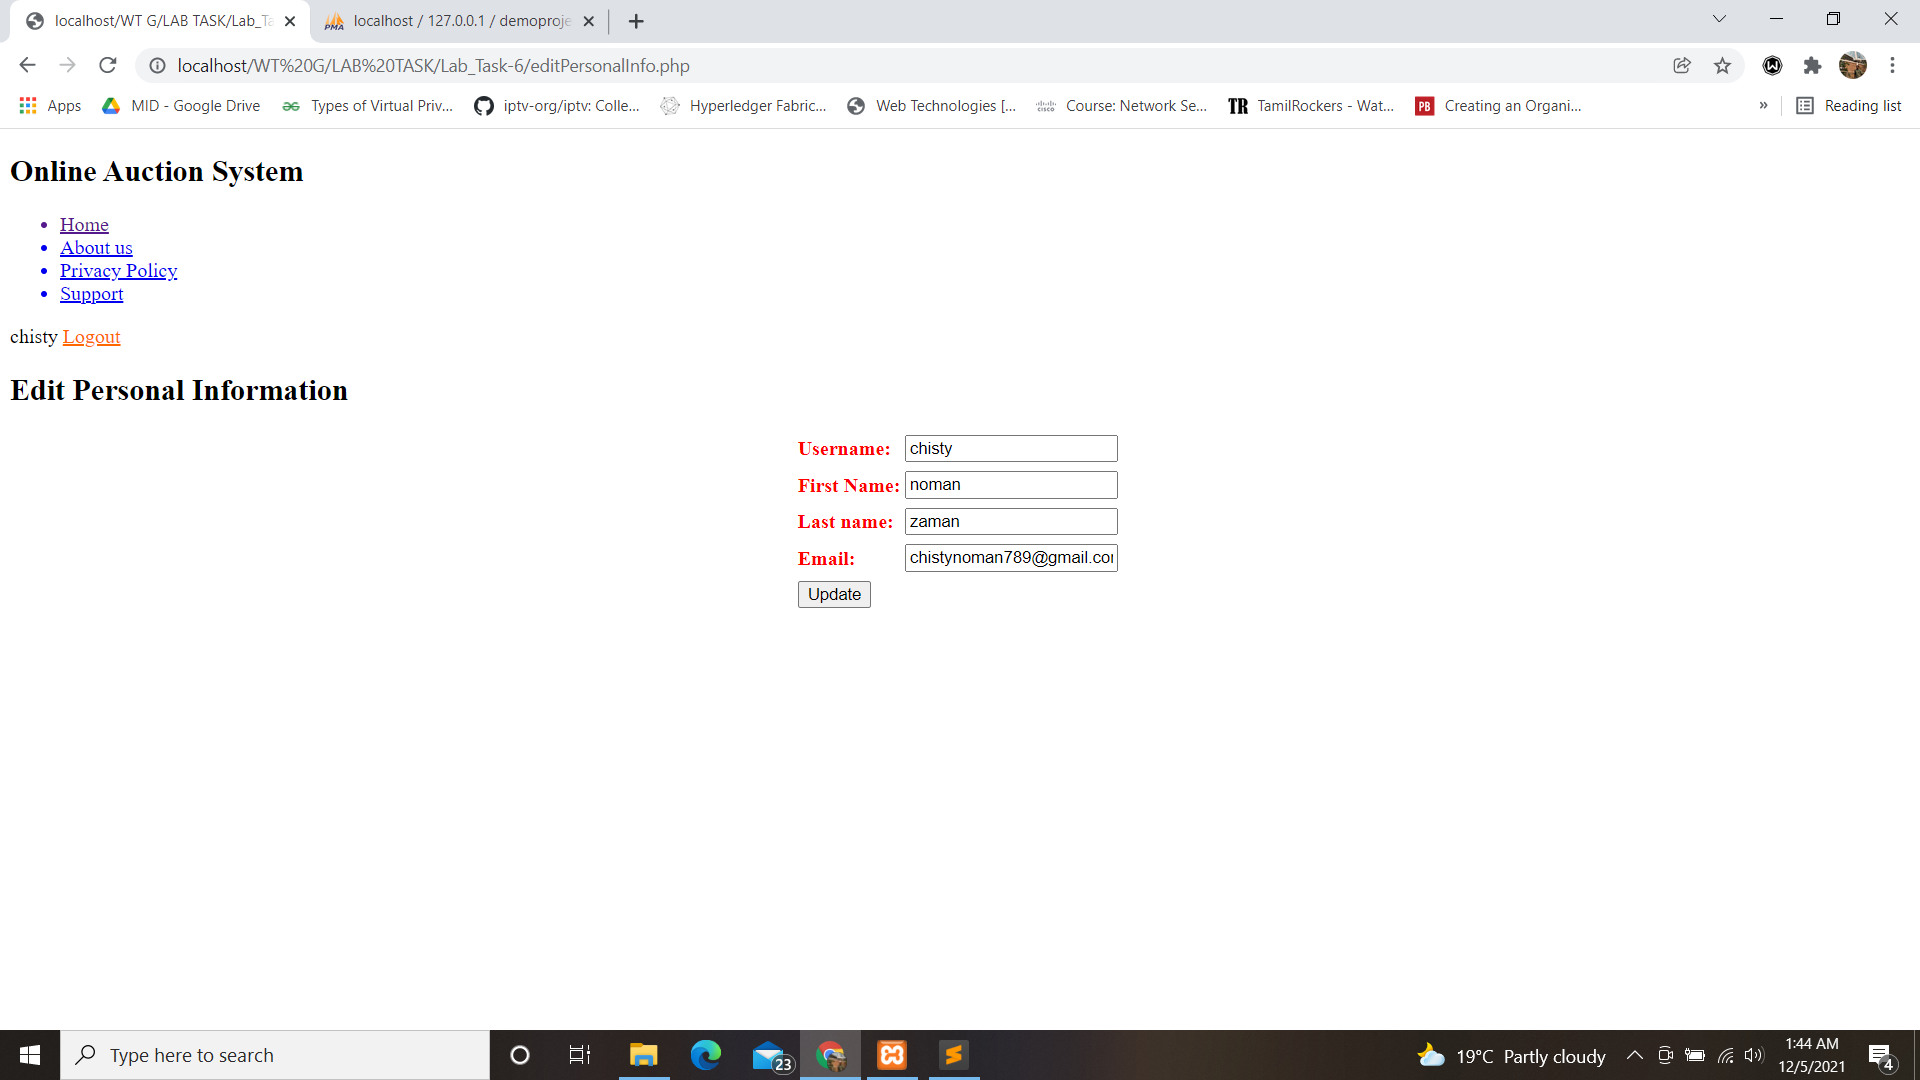 localhost/WT G/LAB TASK/Lab_Ta
localhost / 127.0.0.1 / demoproje
localhost/WT%20G/LAB%20TASK/Lab_Task-6/editPersonalInfo.php
Apps
MID - Google Drive
Types of Virtual Priv...
iptv-org/iptv: Colle...
Hyperledger Fabric...
Web Technologies [...
Course: Network Se...
TR TamilRockers - Wat...
PB Creating an Organi...
»
Reading list
Online Auction System
• Home
• About us
• Privacy Policy
• Support
chisty Logout
Edit Personal Information
Username: chisty
First Name: noman
Last name: zaman
Email: chistynoman789@gmail.co
Update
Type here to search
23
19°C Partly cloudy
1:44 AM
12/5/2021
4